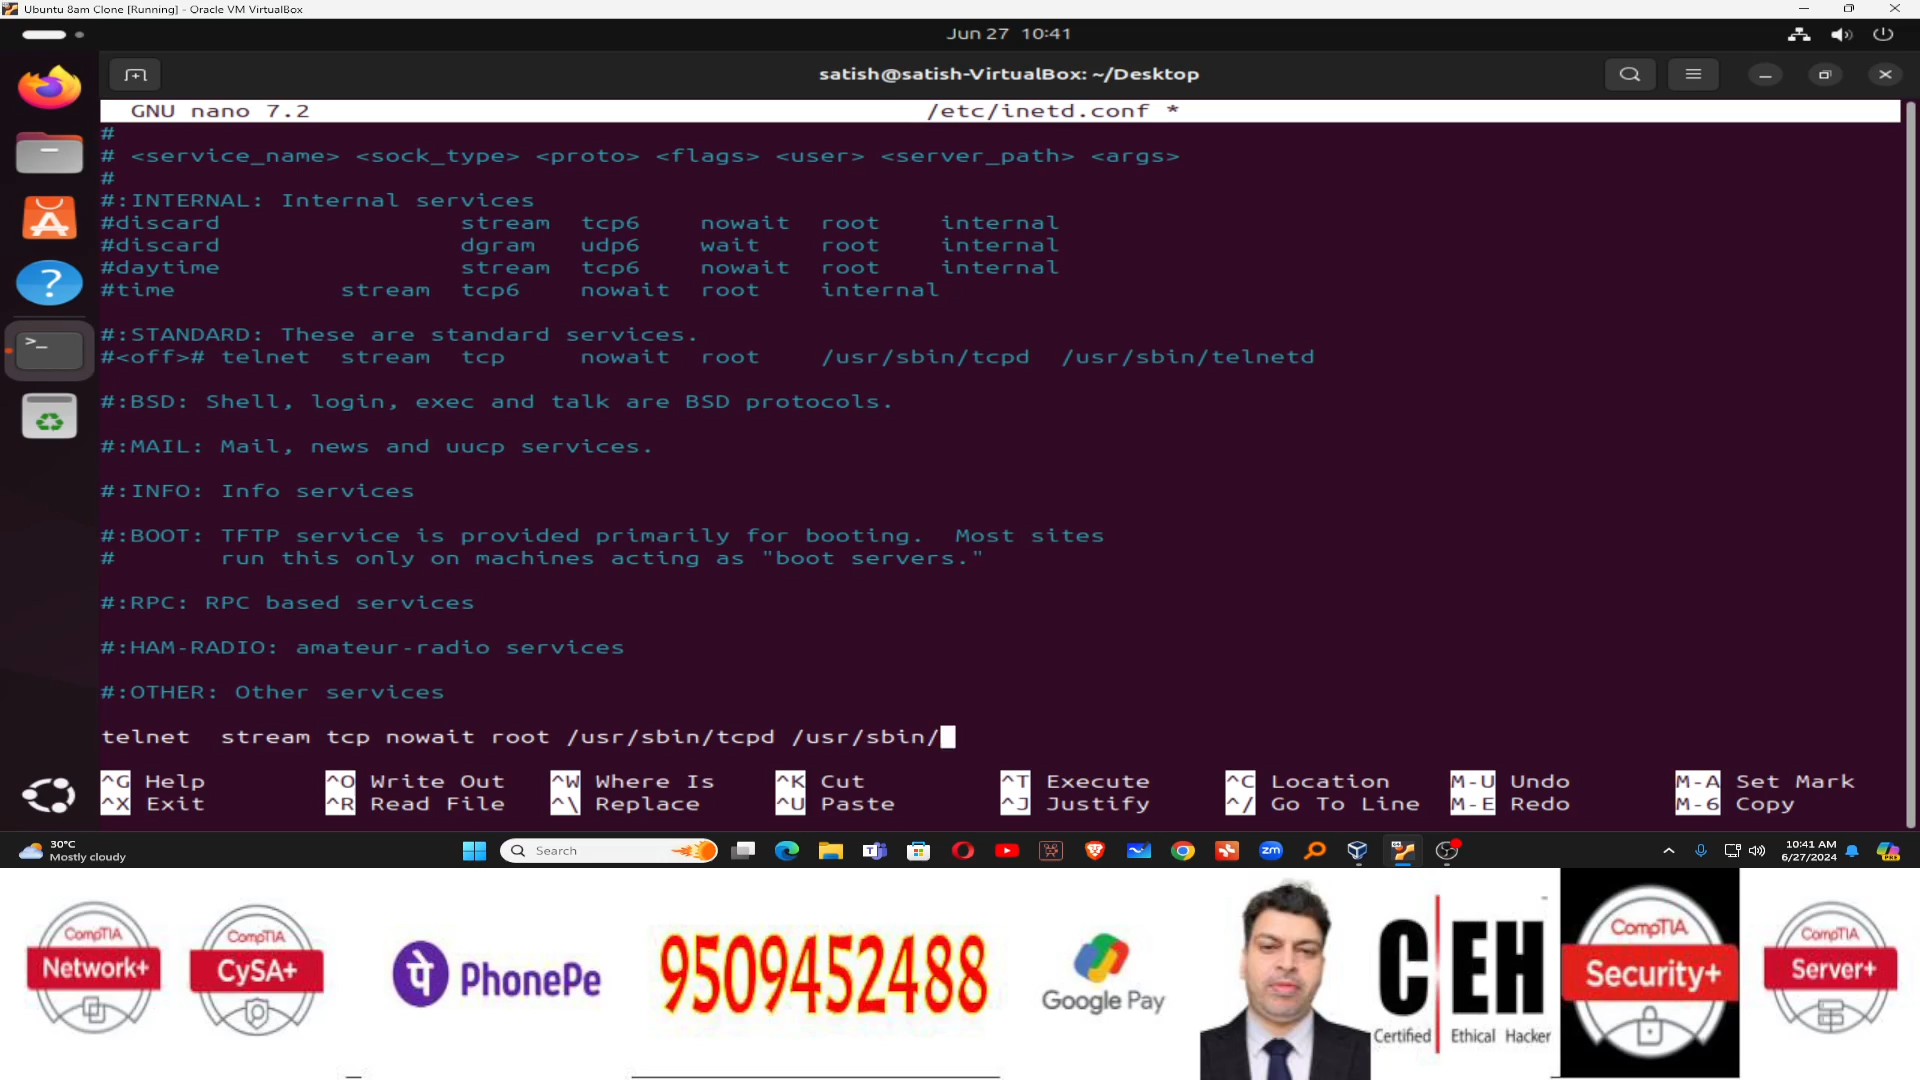 Ubuntu 8am Clone [Running] - Oracle VM VirtualBox
Jun 27 10:41
satish@satish-VirtualBox: ~/Desktop
GNU nano 7.2 /etc/inetd.conf *
#
# <service_name> <sock_type> <proto> <flags> <user> <server_path> <args>
#
#:INTERNAL: Internal services
#discard stream tcp6 nowait root internal
#discard dgram udp6 wait root internal
#daytime stream tcp6 nowait root internal
#time stream tcp6 nowait root internal
#:STANDARD: These are standard services.
#<off># telnet stream tcp nowait root /usr/sbin/tcpd /usr/sbin/telnetd
#:BSD: Shell, login, exec and talk are BSD protocols.
#:MAIL: Mail, news and uucp services.
#:INFO: Info services
#:BOOT: TFTP service is provided primarily for booting. Most sites
# run this only on machines acting as "boot servers."
#:RPC: RPC based services
#:HAM-RADIO: amateur-radio services
#:OTHER: Other services
telnet stream tcp nowait root /usr/sbin/tcpd /usr/sbin/
^G Help ^O Write Out ^W Where Is ^K Cut ^T Execute ^C Location M-U Undo M-A Set Mark
^X Exit ^R Read File ^\ Replace ^U Paste ^J Justify ^/ Go To Line M-E Redo M-6 Copy
30°C
Mostly cloudy
Search
zm
10:41 AM
6/27/2024
CompTIA
Network+
CompTIA
CySA+
पे PhonePe
9509452488
Google Pay
C|EH
Certified Ethical Hacker
CompTIA
Security+
CompTIA
Server+